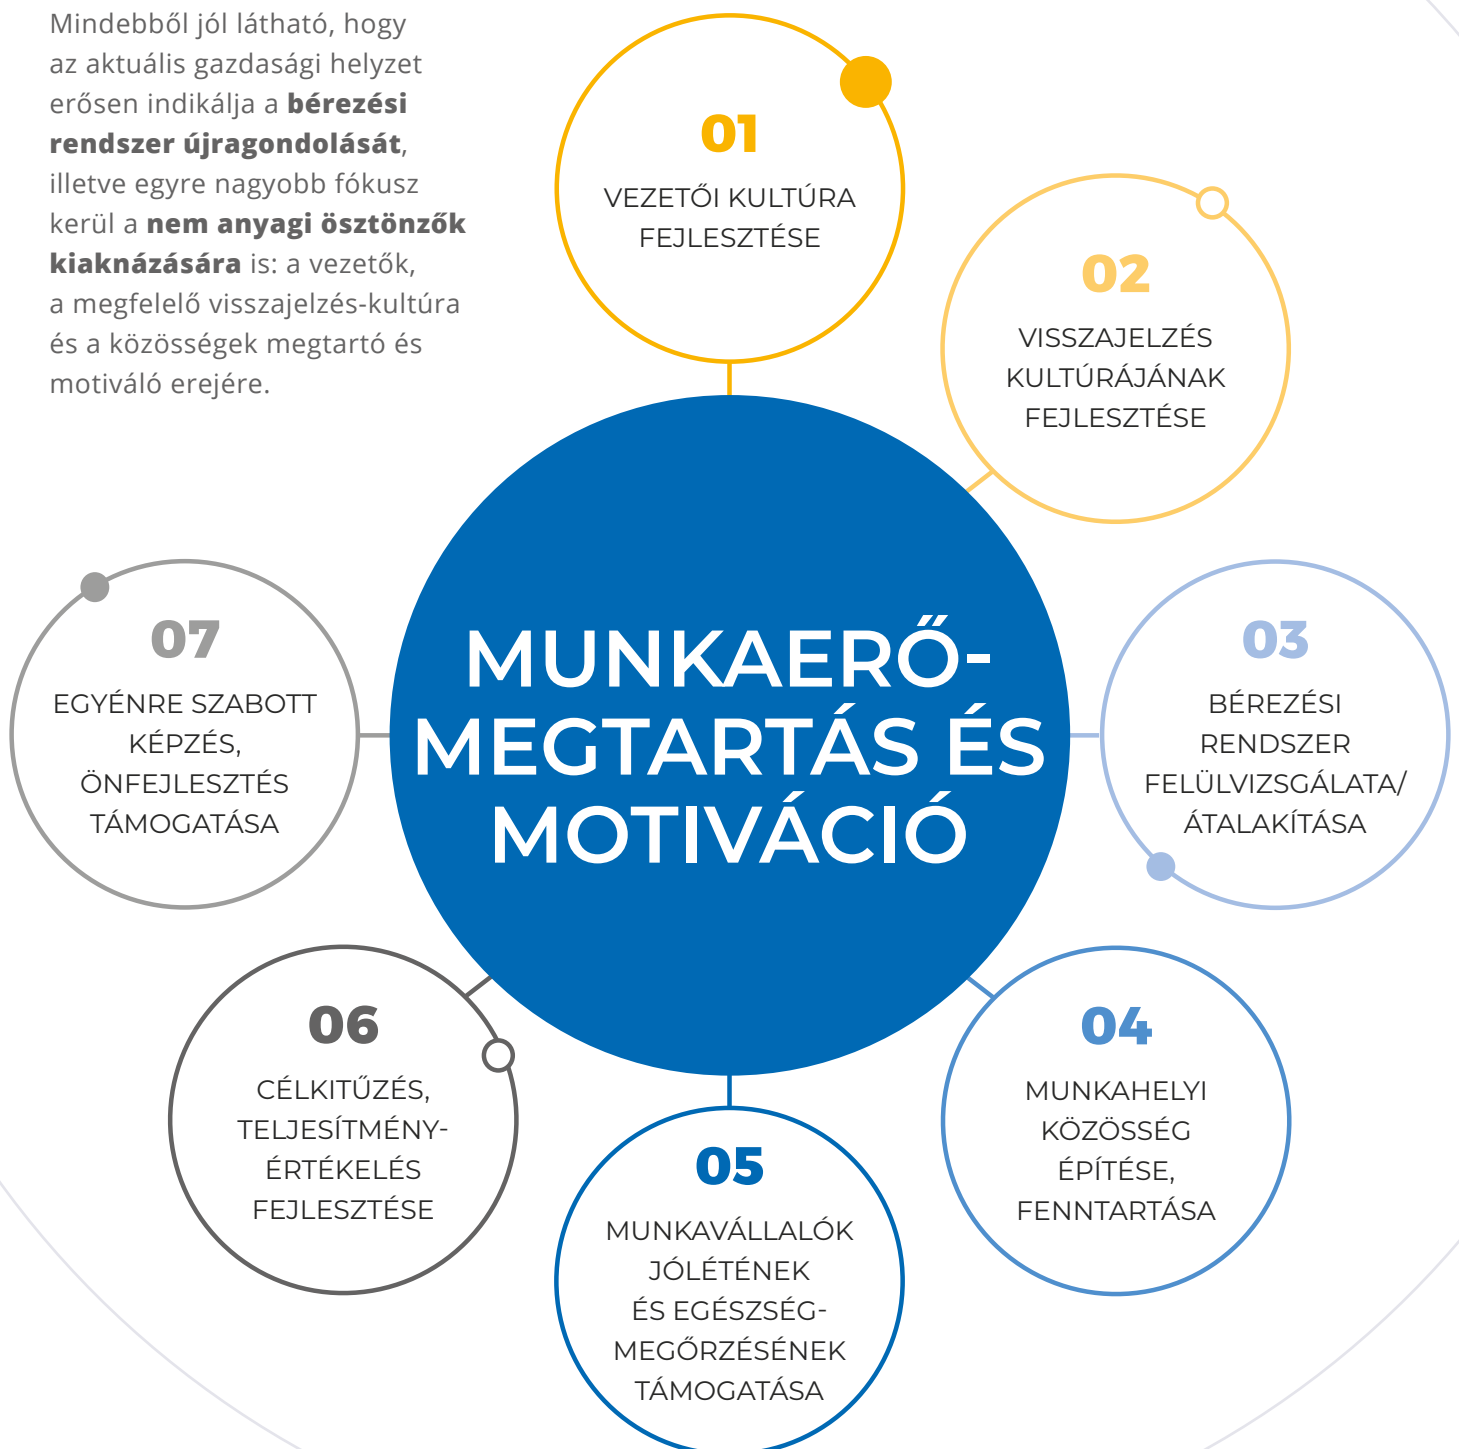 Mindebből jól látható, hogy
az aktuális gazdasági helyzet
erősen indikálja a bérezési
rendszer újragondolását,
illetve egyre nagyobb fókusz
kerül a nem anyagi ösztönzők
kiaknázására is: a vezetők,
a megfelelő visszajelzés-kultúra
és a közösségek megtartó és
motiváló erejére.
01
VEZETŐI KULTÚRA
FEJLESZTÉSE
02
VISSZAJELZÉS
KULTÚRÁJÁNAK
FEJLESZTÉSE
MUNKAERŐ-
MEGTARTÁS ÉS
MOTIVÁCIÓ
03
BÉREZÉSI
RENDSZER
FELÜLVIZSGÁLATA/
ÁTALAKÍTÁSA
04
MUNKAHELYI
KÖZÖSSÉG
ÉPÍTÉSE,
FENNTARTÁSA
05
MUNKAVÁLLALÓK
JÓLÉTÉNEK
ÉS EGÉSZSÉG-
MEGŐRZÉSÉNEK
TÁMOGATÁSA
06
CÉLKITŰZÉS,
TELJESÍTMÉNY-
ÉRTÉKELÉS
FEJLESZTÉSE
07
EGYÉNRE SZABOTT
KÉPZÉS,
ÖNFEJLESZTÉS
TÁMOGATÁSA